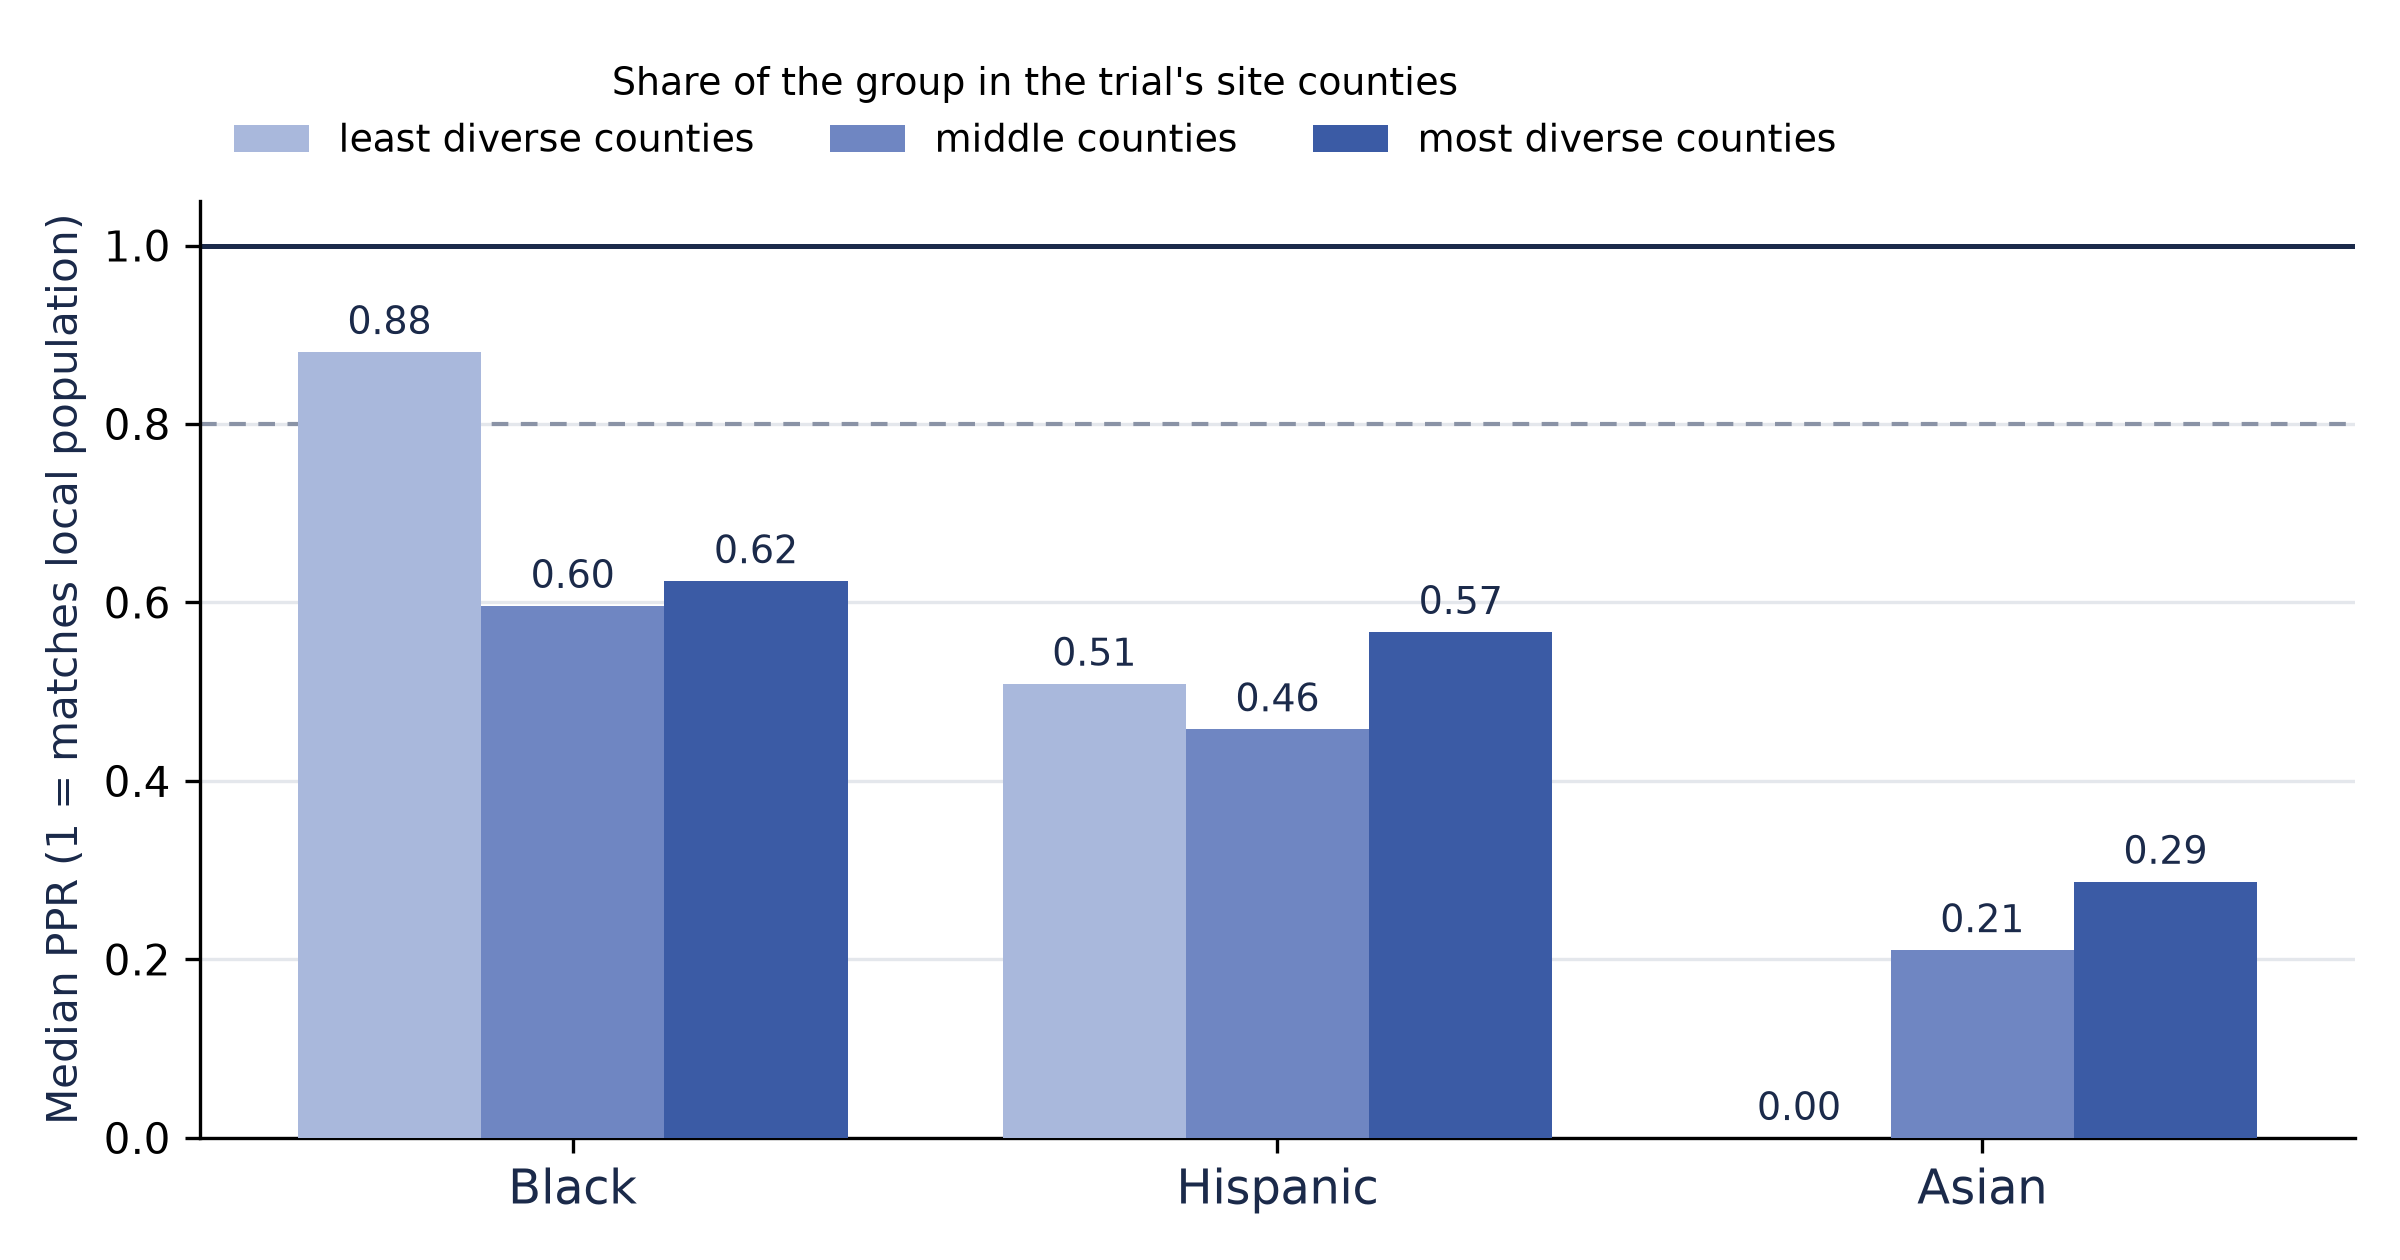 Share of the group in the trial's site counties
least diverse counties
middle counties
most diverse counties
Median PPR (1 = matches local population)
1.0
0.8
0.6
0.4
0.2
0.0
0.88
0.60
0.62
0.51
0.46
0.57
0.00
0.21
0.29
Black
Hispanic
Asian